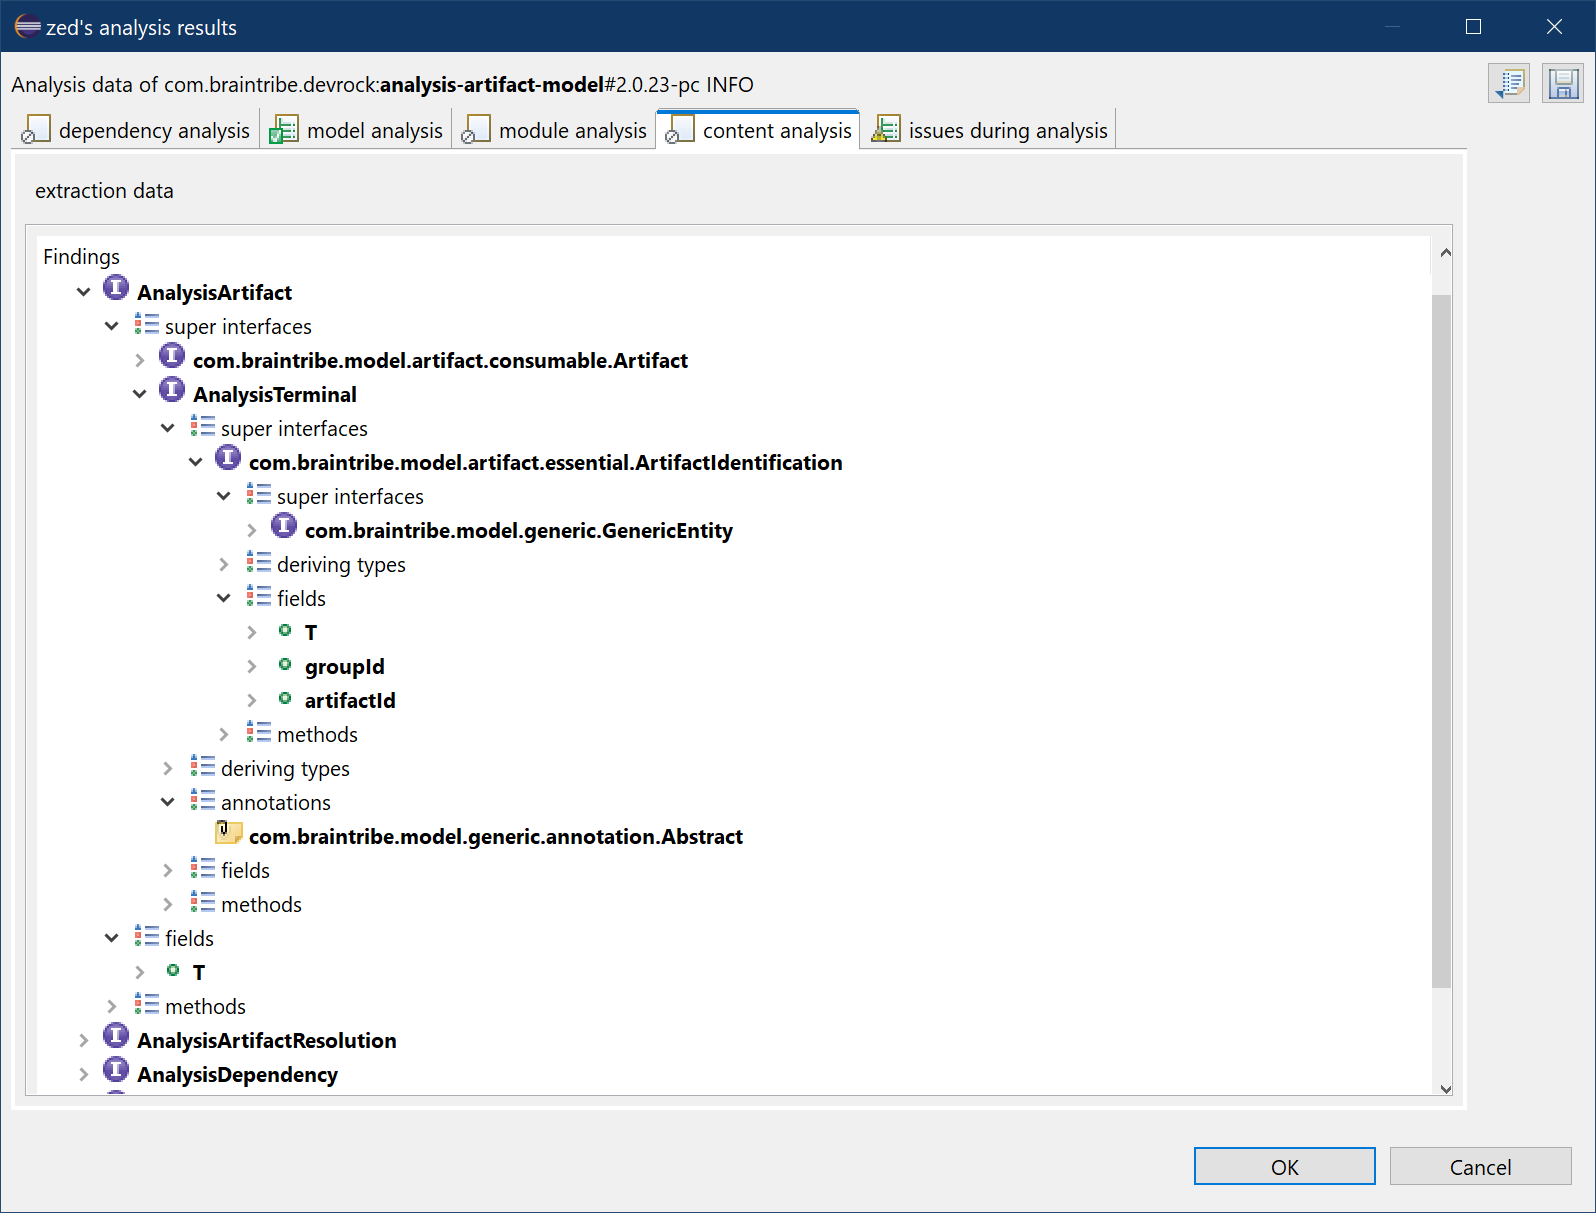 zed's analysis results
Analysis data of com.braintribe.devrock:analysis-artifact-model#2.0.23-pc INFO
dependency analysis model analysis module analysis content analysis issues during analysis
extraction data
Findings
AnalysisArtifact
super interfaces
com.braintribe.model.artifact.consumable.Artifact
AnalysisTerminal
super interfaces
com.braintribe.model.artifact.essential.ArtifactIdentification
super interfaces
com.braintribe.model.generic.GenericEntity
deriving types
fields
T
groupId
artifactId
methods
deriving types
annotations
com.braintribe.model.generic.annotation.Abstract
fields
methods
fields
T
methods
AnalysisArtifactResolution
AnalysisDependency
OK Cancel